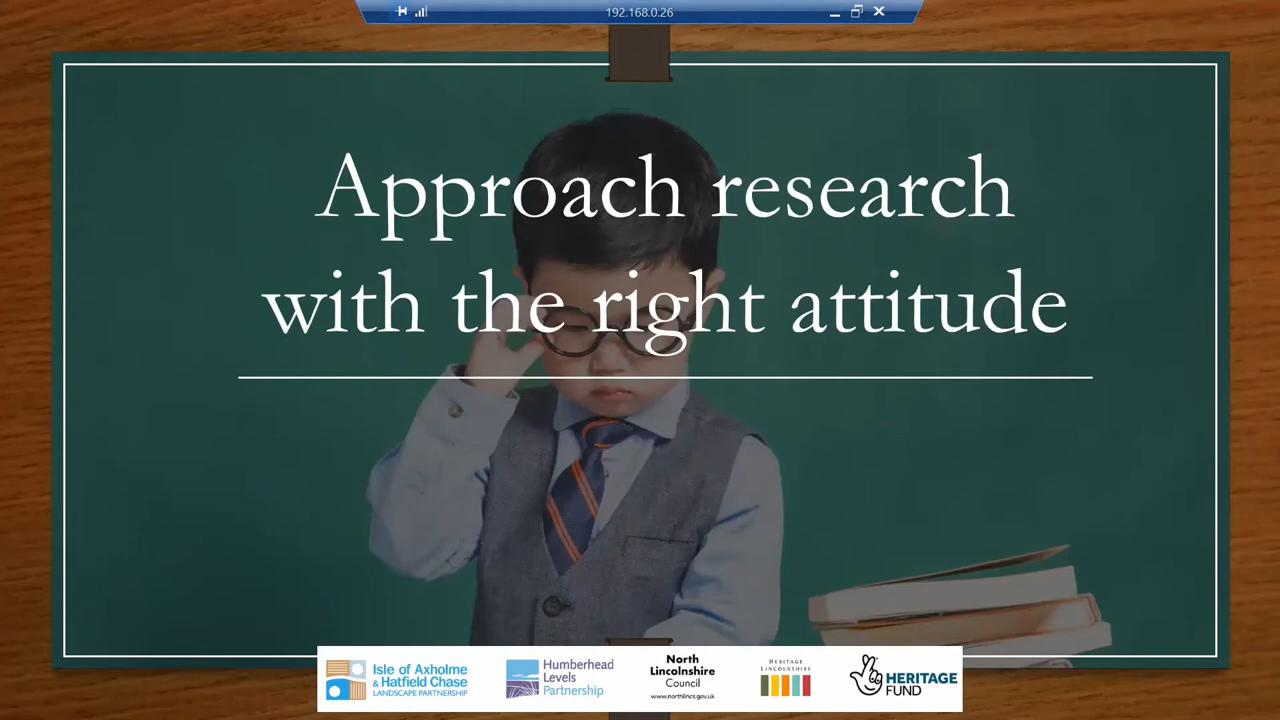 192.168.0.26
Approach research
with the right attitude
Isle of Axholme
& Hatfield Chase
LANDSCAPE PARTNERSHIP
Humberhead
Levels
Partnership
North
Lincolnshire
Council
www.northlincs.gov.uk
HERITAGE
LINCOLNSHIRE
HERITAGE
FUND